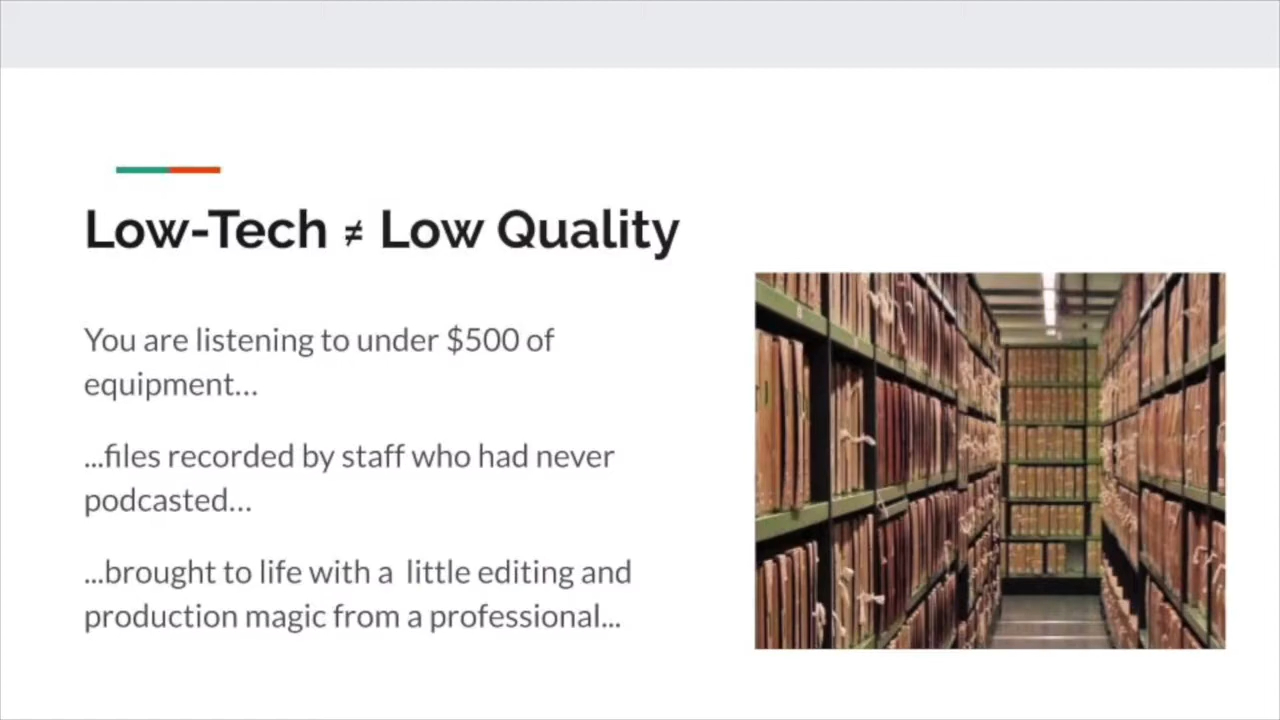 Low-Tech ≠ Low Quality
You are listening to under $500 of
equipment...
...files recorded by staff who had never
podcasted...
...brought to life with a  little editing and
production magic from a professional...